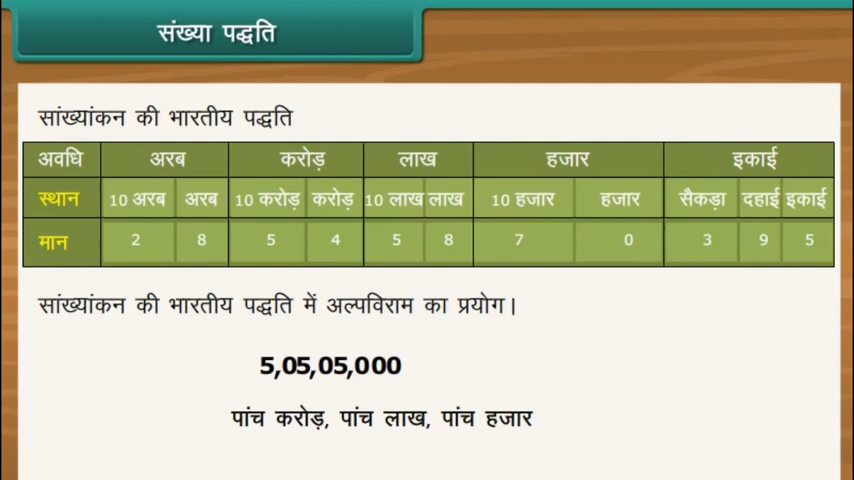 संख्या पद्धति
सांख्यांकन की भारतीय पद्धति
अवधि अरब करोड़ लाख हजार इकाई
स्थान 10 अरब अरब 10 करोड़ करोड़ 10 लाख लाख 10 हजार हजार सैकड़ा दहाई इकाई
मान 2 8 5 4 5 8 7 0 3 9 5
सांख्यांकन की भारतीय पद्धति में अल्पविराम का प्रयोग।
5,05,05,000
पांच करोड़, पांच लाख, पांच हजार